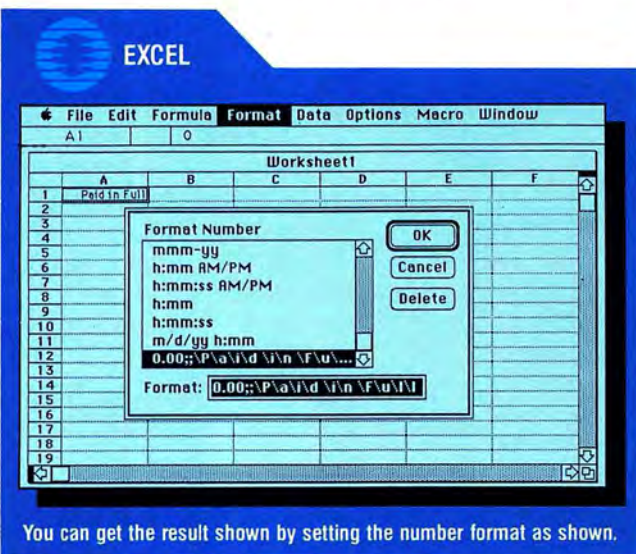 EXCEL
File Edit Formula Format Data Options Macro Window
A1 0
Worksheet1
A B C D E F
1 Paid in Full
2
3
4
5
6
7
8
9
10
11
12
13
14
15
16
17
18
19
Format Number
mmm-yy
h:mm AM/PM
h:mm:ss AM/PM
h:mm
h:mm:ss
m/d/yy h:mm
0.00;;\P\a\i\d \i\n \F\u\...
Format: 0.00;;\P\a\i\d \i\n \F\u\l\l
OK
Cancel
Delete
You can get the result shown by setting the number format as shown.